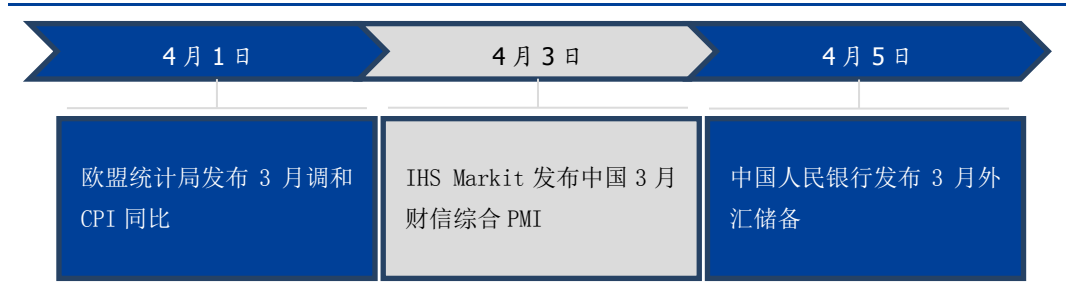 4 月 1 日
4 月 3 日
4 月 5 日
欧盟统计局发布 3 月调和
CPI 同比
IHS Markit 发布中国 3 月
财信综合 PMI
中国人民银行发布 3 月外
汇储备